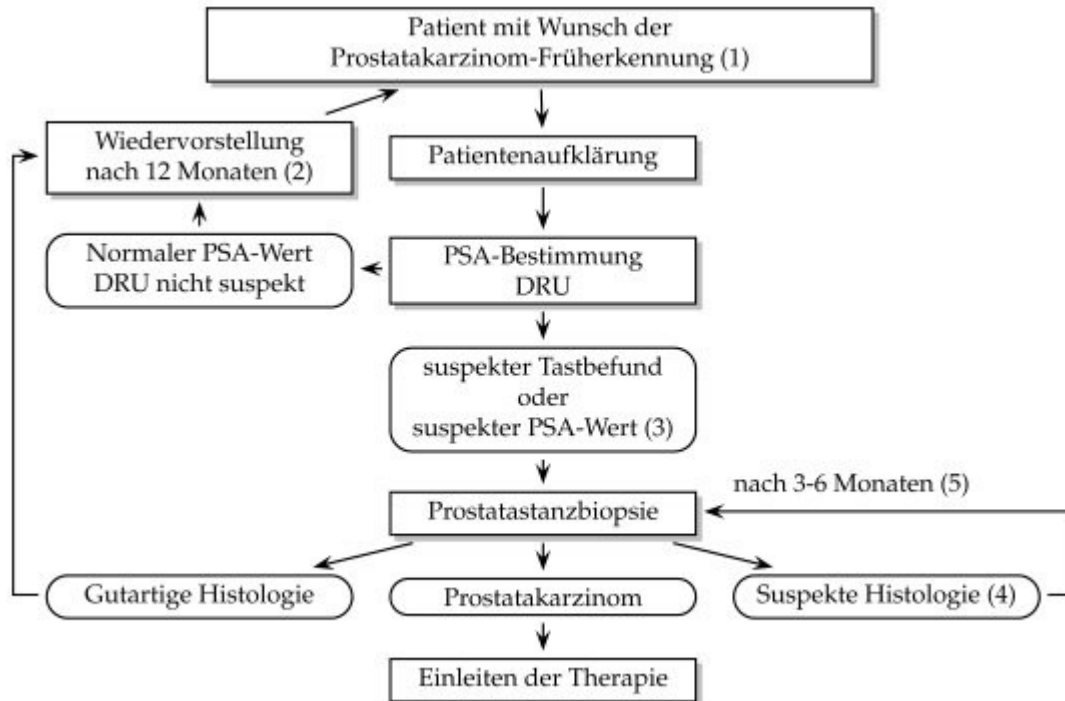 Patient mit Wunsch der
Prostatakarzinom-Früherkennung (1)
Wiedervorstellung
nach 12 Monaten (2)
Patientenaufklärung
Normaler PSA-Wert
DRU nicht suspekt
PSA-Bestimmung
DRU
suspekter Tastbefund
oder
suspekter PSA-Wert (3)
nach 3-6 Monaten (5)
Prostatastanzbiopsie
Gutartige Histologie
Prostatakarzinom
Suspekte Histologie (4)
Einleiten der Therapie